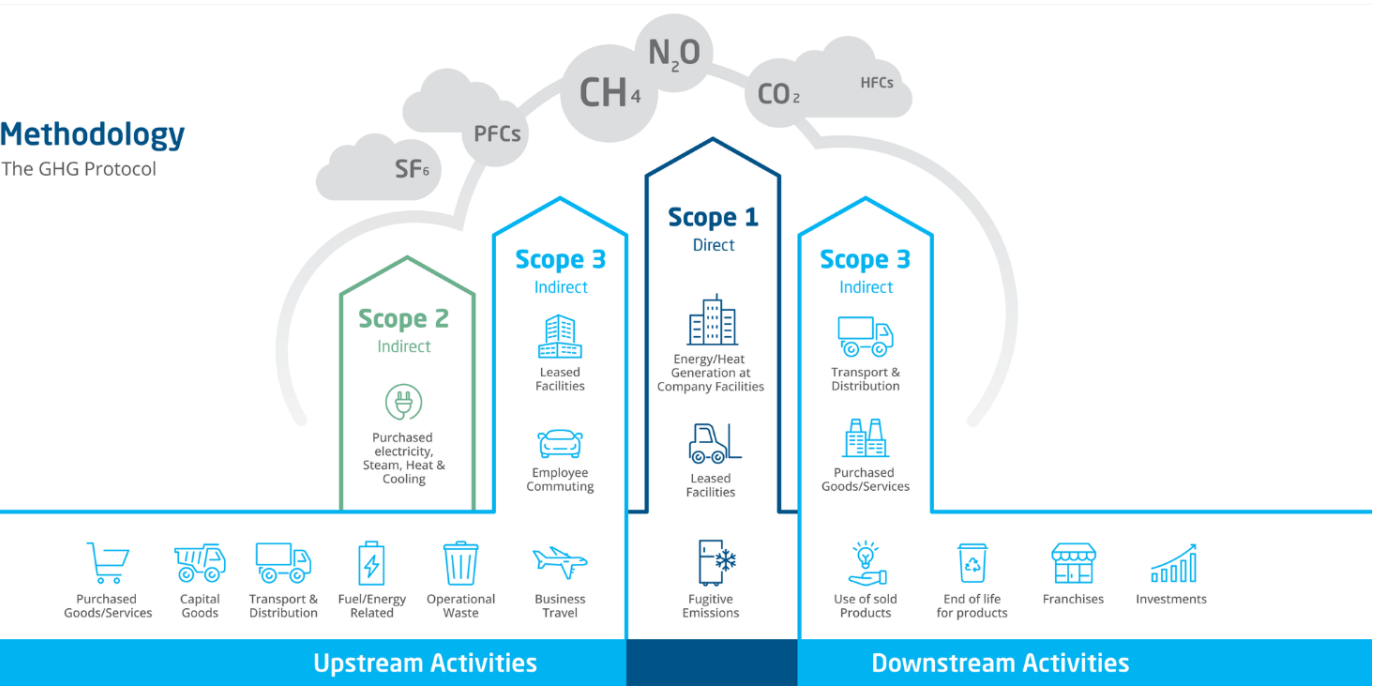 Methodology
The GHG Protocol
SF6
PFCs
CH4
N2O
CO2
HFCs
Scope 2
Indirect
Purchased
electricity,
Steam, Heat &
Cooling
Scope 3
Indirect
Leased
Facilities
Employee
Commuting
Scope 1
Direct
Energy/Heat
Generation at
Company Facilities
Leased
Facilities
Scope 3
Indirect
Transport &
Distribution
Purchased
Goods/Services
Purchased
Goods/Services
Capital
Goods
Transport &
Distribution
Fuel/Energy
Related
Operational
Waste
Business
Travel
Fugitive
Emissions
Use of sold
Products
End of life
for products
Franchises
Investments
Upstream Activities
Downstream Activities